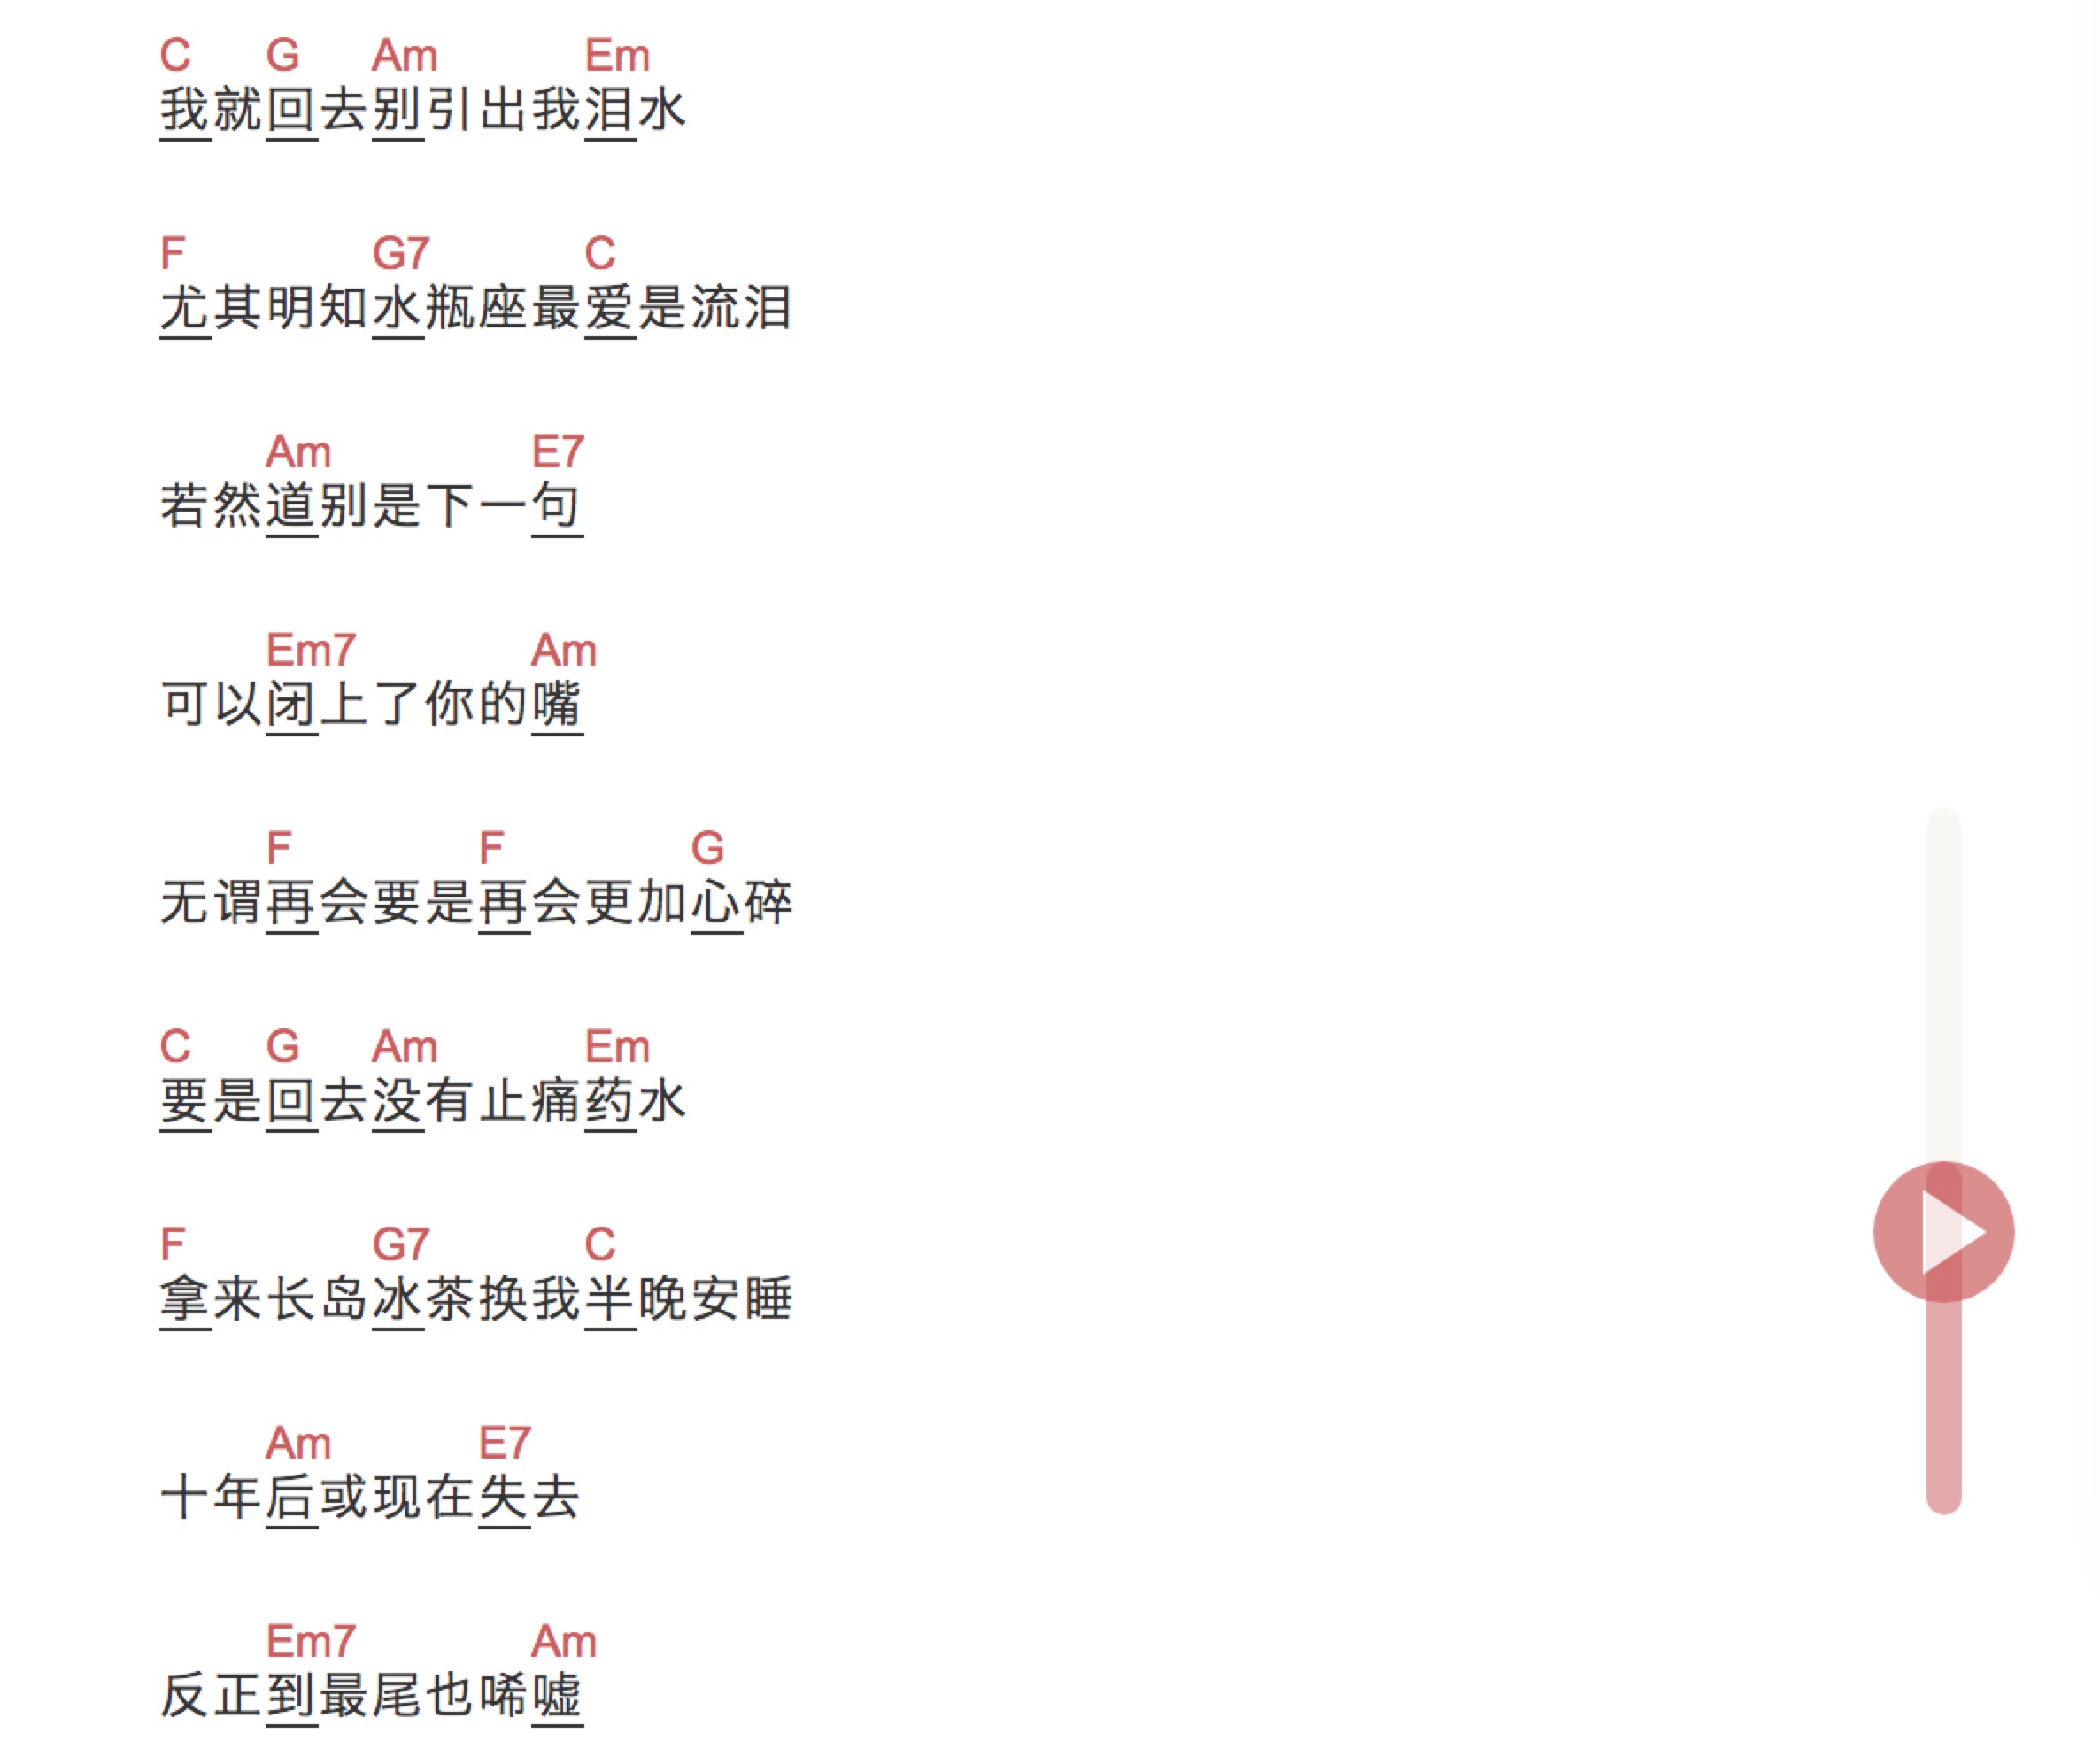 C G Am Em
我就回去别引出我泪水
F G7 C
尤其明知水瓶座最爱是流泪
Am E7
若然道别是下一句
Em7 Am
可以闭上了你的嘴
F F G
无谓再会要是再会更加心碎
C G Am Em
要是回去没有止痛药水
F G7 C
拿来长岛冰茶换我半晚安睡
Am E7
十年后或现在失去
Em7 Am
反正到最尾也唏嘘